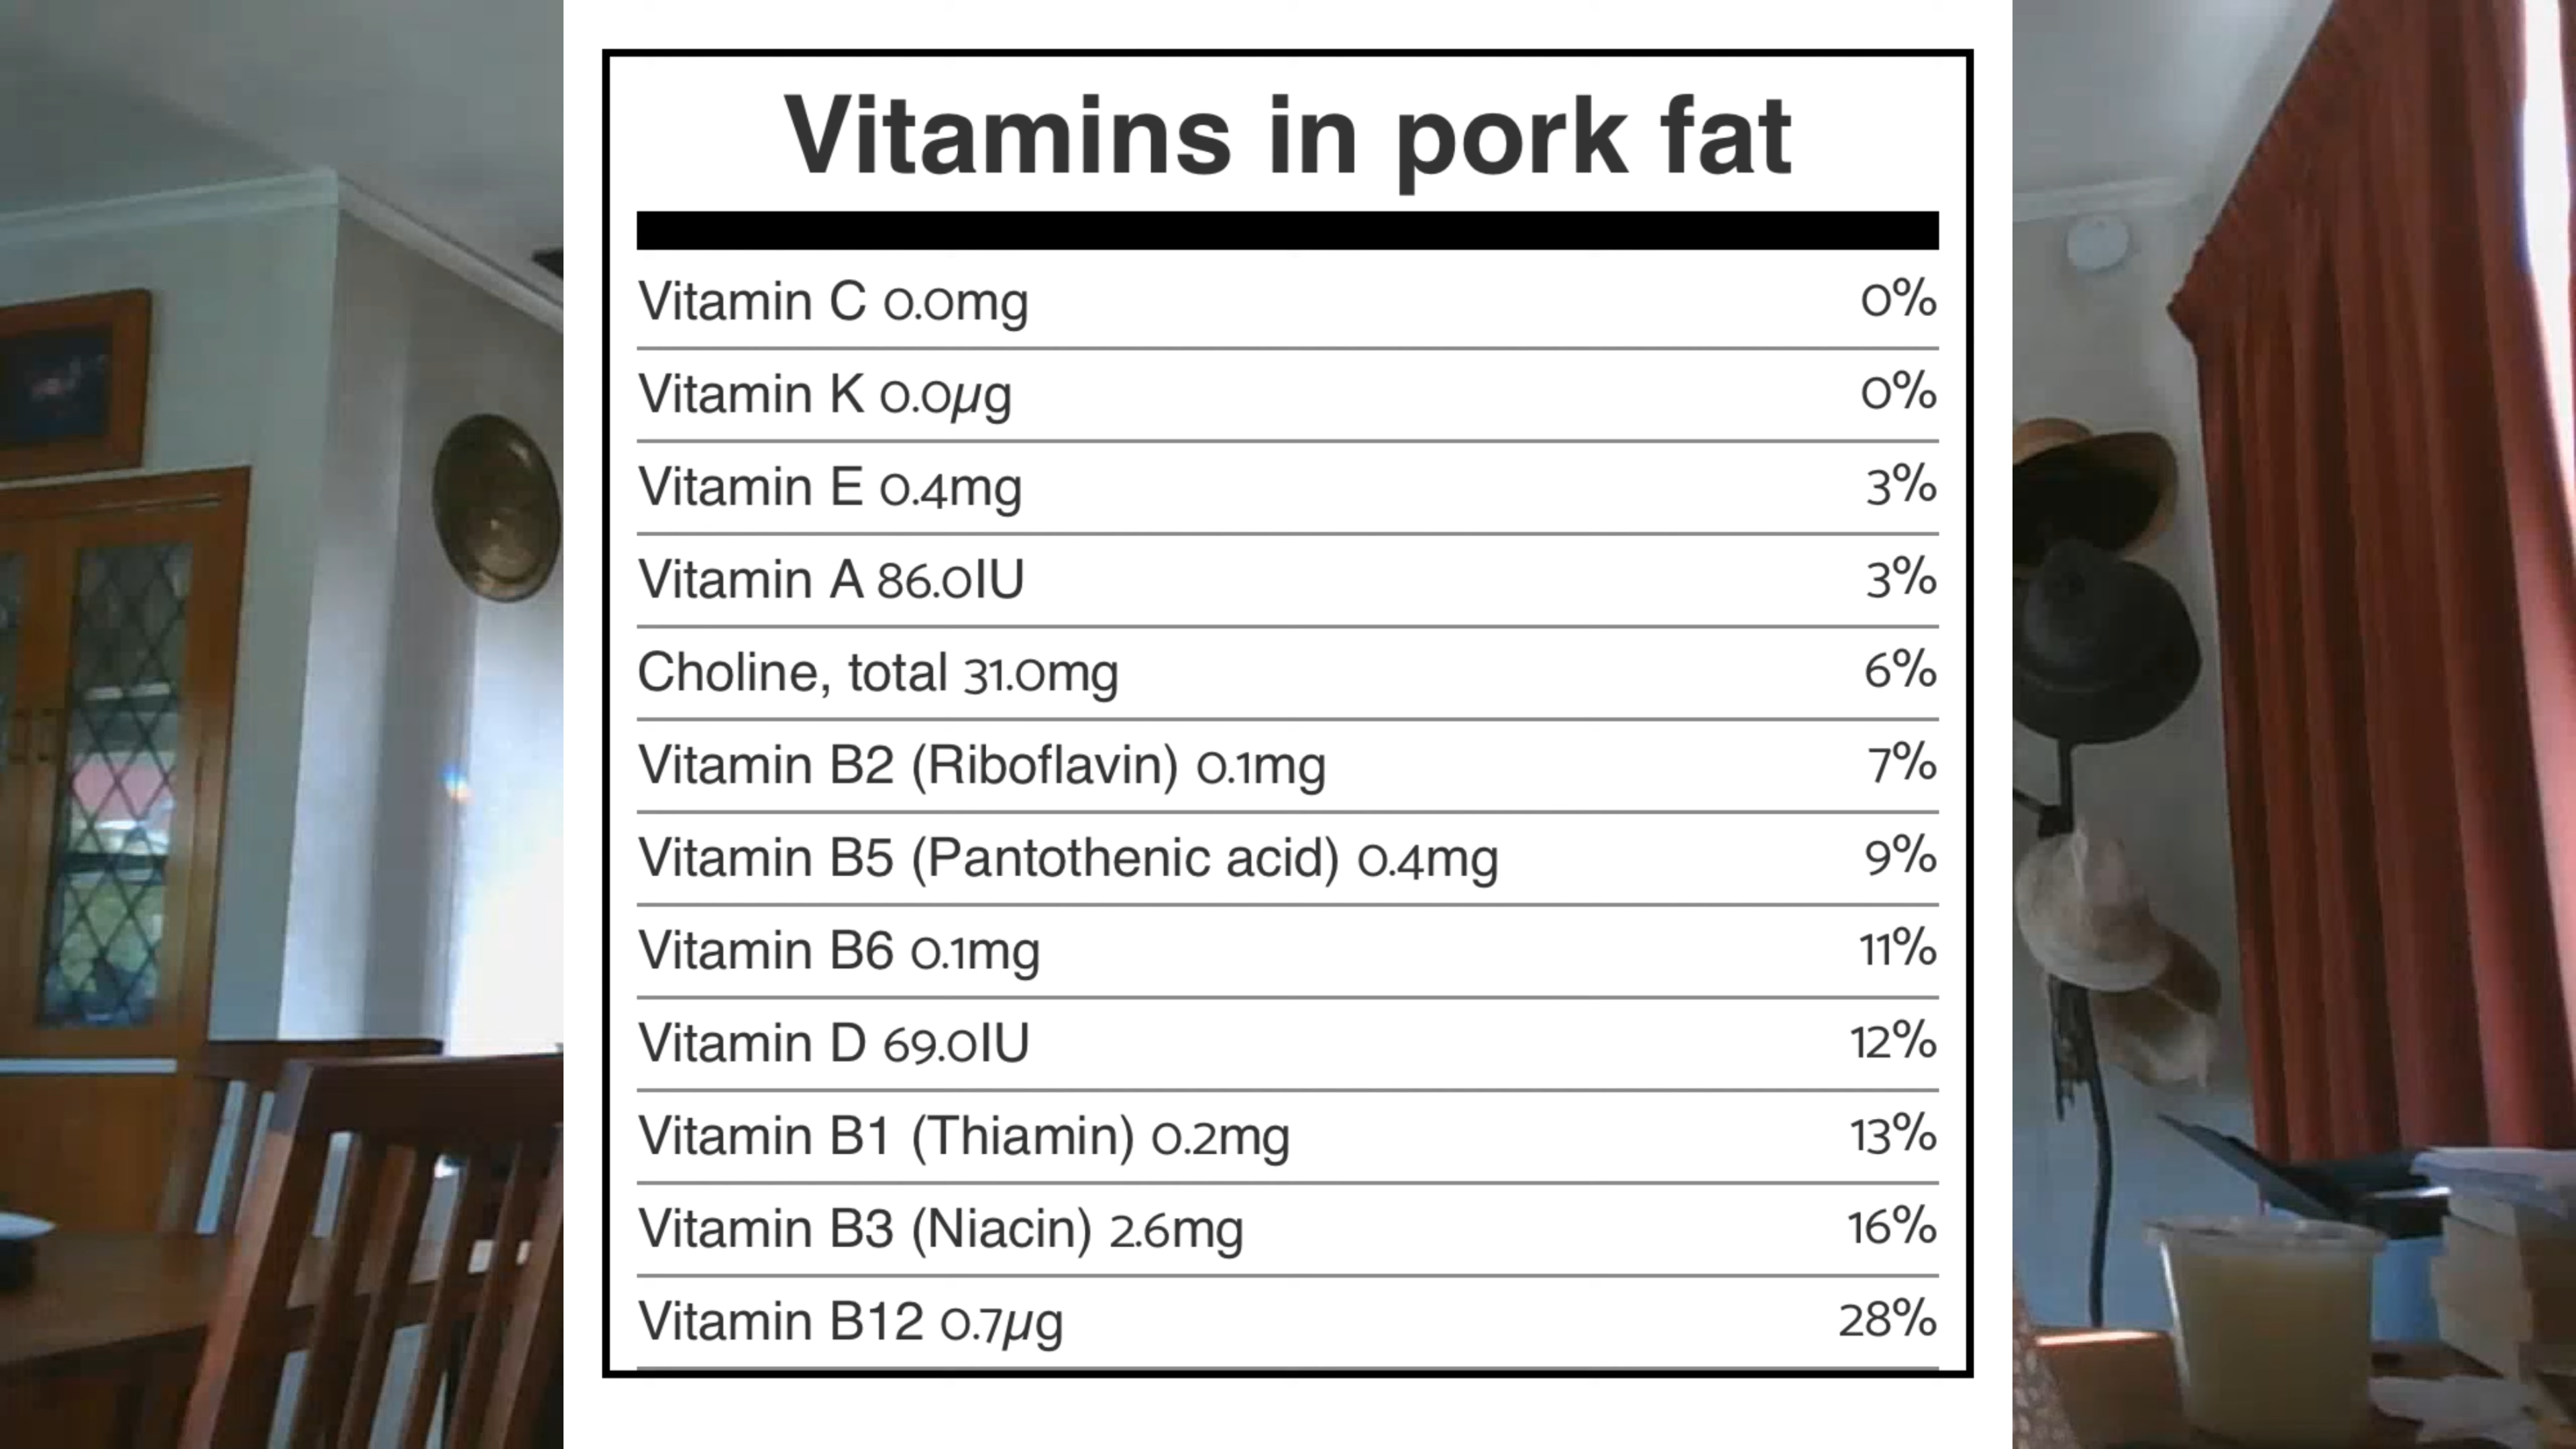 Vitamins in pork fat
Vitamin C 0.0mg 0%
Vitamin K 0.0µg 0%
Vitamin E 0.4mg 3%
Vitamin A 86.0IU 3%
Choline, total 31.0mg 6%
Vitamin B2 (Riboflavin) 0.1mg 7%
Vitamin B5 (Pantothenic acid) 0.4mg 9%
Vitamin B6 0.1mg 11%
Vitamin D 69.0IU 12%
Vitamin B1 (Thiamin) 0.2mg 13%
Vitamin B3 (Niacin) 2.6mg 16%
Vitamin B12 0.7µg 28%